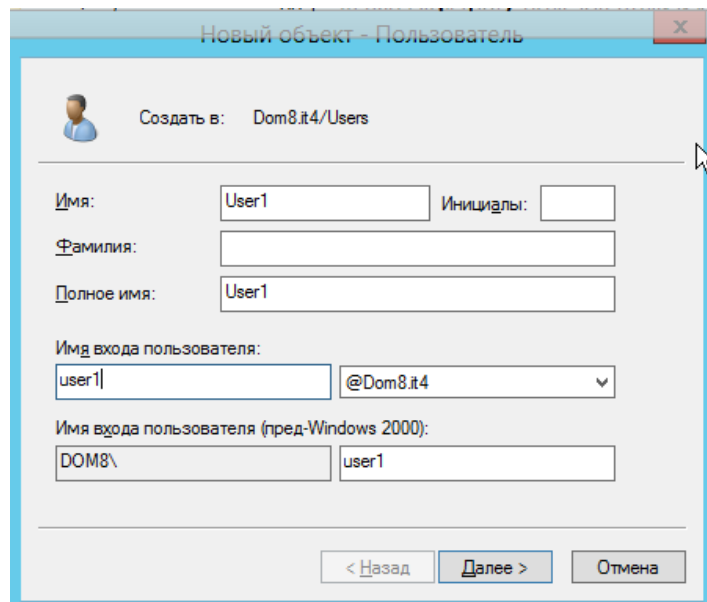 Новый объект - Пользователь
x
Создать в: Dom8.it4/Users
Имя: User1 Инициалы:
Фамилия:
Полное имя: User1
Имя входа пользователя:
user1 @Dom8.it4
Имя входа пользователя (пред-Windows 2000):
DOM8\ user1
< Назад Далее > Отмена